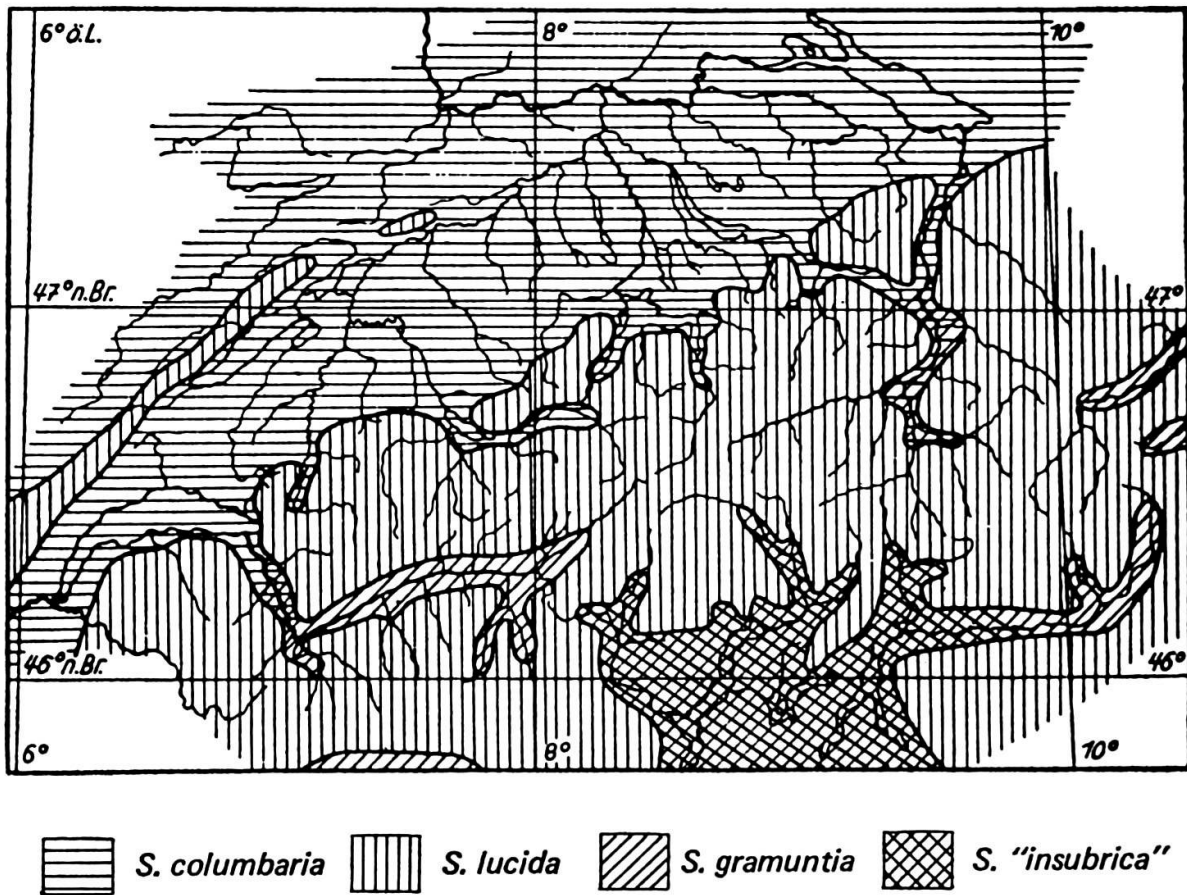 6° ö.L. 8° 10°
47° n.Br. 47°
46° n.Br. 46°
6° 8° 10°
S. columbaria S. lucida S. gramuntia S. "insubrica"